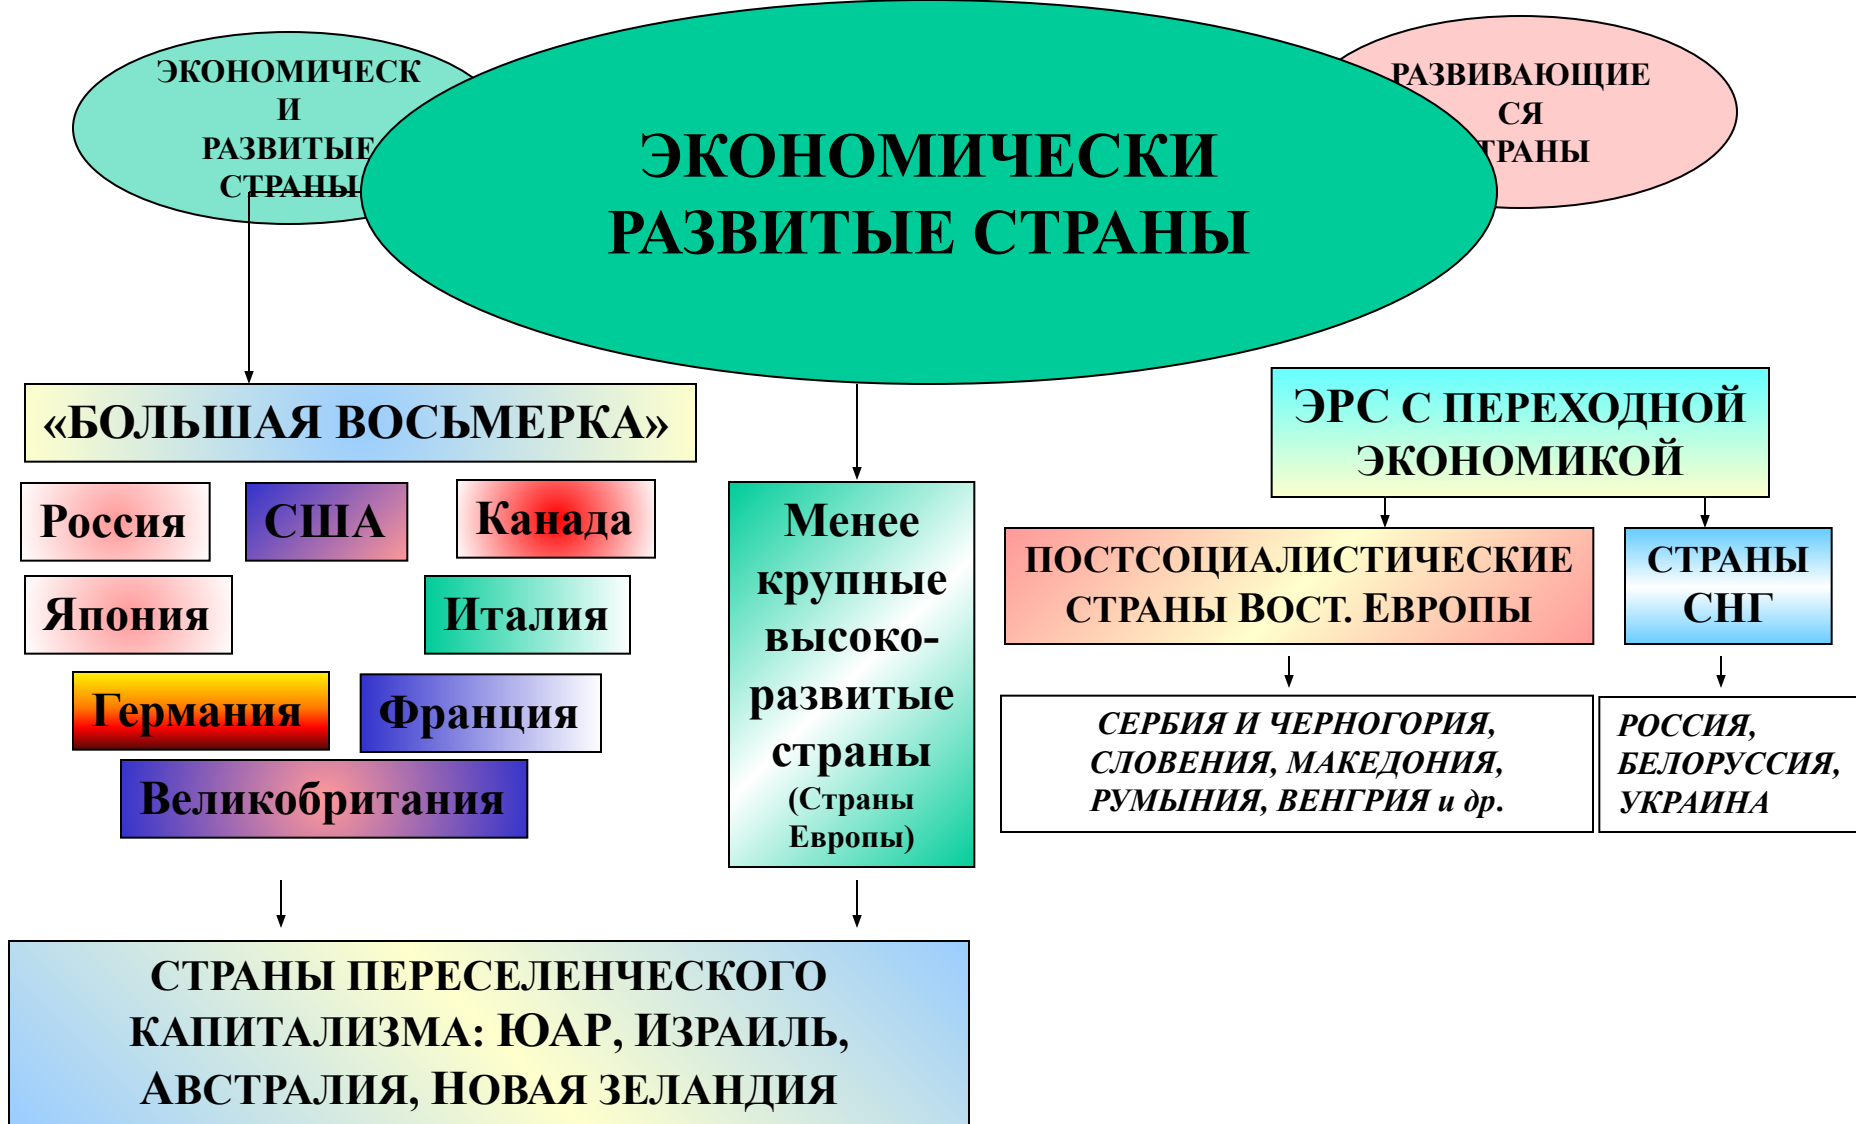 ЭКОНОМИЧЕСК
И
РАЗВИТЫЕ
СТРАНЫ
ЭКОНОМИЧЕСКИ
РАЗВИТЫЕ СТРАНЫ
РАЗВИВАЮЩИЕ
СЯ
ТРАНЫ
«БОЛЬШАЯ ВОСЬМЕРКА»
Россия
США
Канада
Япония
Италия
Германия
Франция
Великобритания
Менее
крупные
высоко-
развитые
страны
(Страны
Европы)
ЭРС С ПЕРЕХОДНОЙ
ЭКОНОМИКОЙ
ПОСТСОЦИАЛИСТИЧЕСКИЕ
СТРАНЫ ВОСТ. ЕВРОПЫ
СТРАНЫ
СНГ
СЕРБИЯ И ЧЕРНОГОРИЯ,
СЛОВЕНИЯ, МАКЕДОНИЯ,
РУМЫНИЯ, ВЕНГРИЯ и др.
РОССИЯ,
БЕЛОРУССИЯ,
УКРАИНА
СТРАНЫ ПЕРЕСЕЛЕНЧЕСКОГО
КАПИТАЛИЗМА: ЮАР, ИЗРАИЛЬ,
АВСТРАЛИЯ, НОВАЯ ЗЕЛАНДИЯ